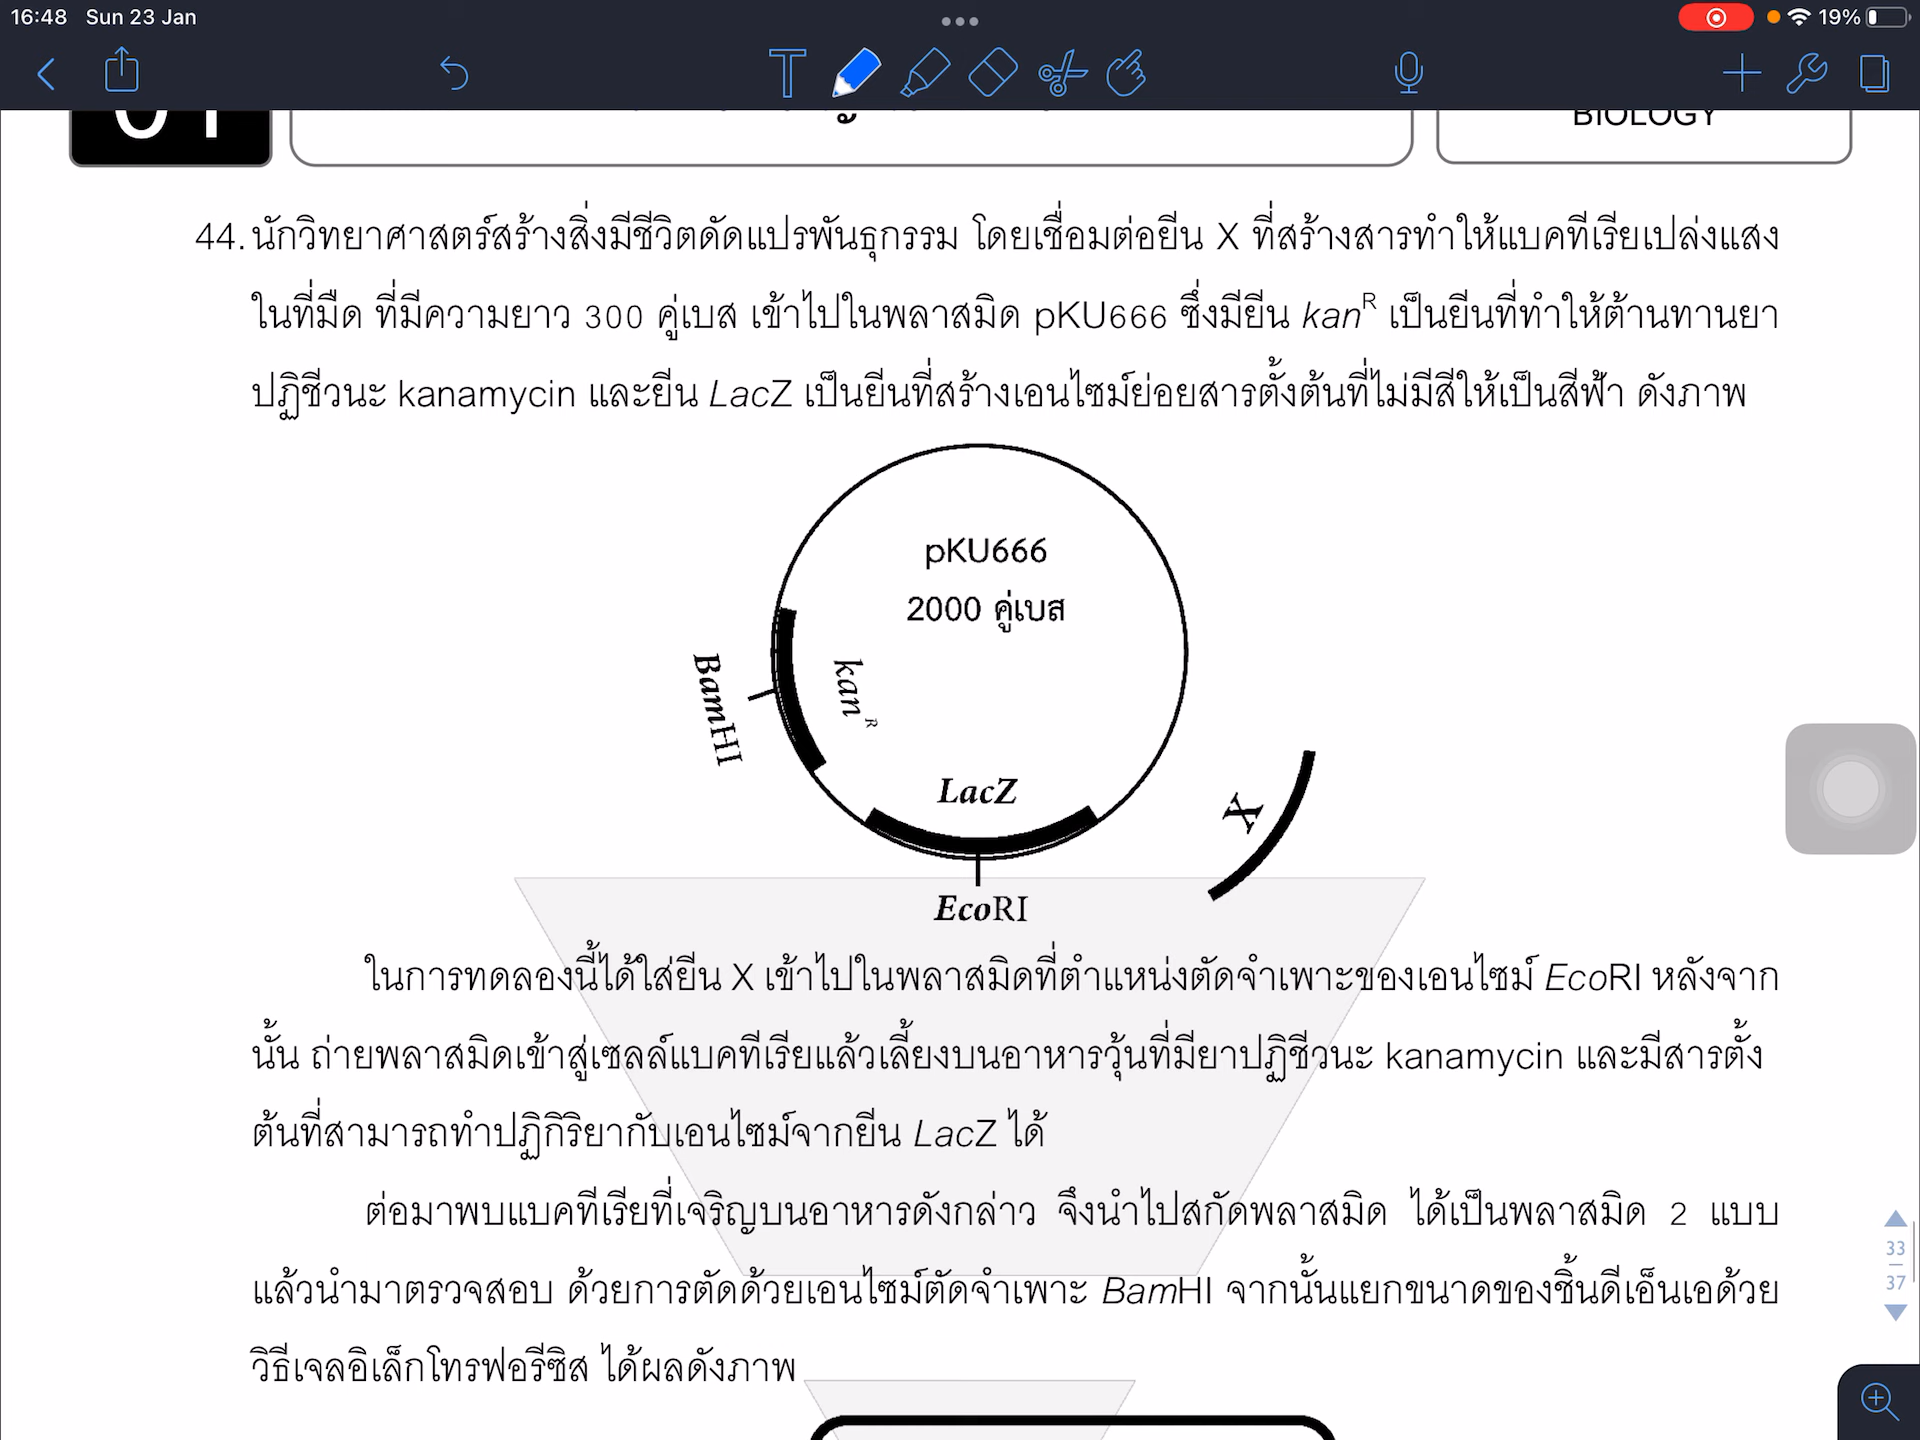 16:48 Sun 23 Jan
19%
BIOLOGY
44. นักวิทยาศาสตร์สร้างสิ่งมีชีวิตดัดแปรพันธุกรรม โดยเชื่อมต่อยีน X ที่สร้างสารทำให้แบคทีเรียเปล่งแสง
ในที่มืด ที่มีความยาว 300 คู่เบส เข้าไปในพลาสมิด pKU666 ซึ่งมียีน kanR เป็นยีนที่ทำให้ต้านทานยา
ปฏิชีวนะ kanamycin และยีน LacZ เป็นยีนที่สร้างเอนไซม์ย่อยสารตั้งต้นที่ไม่มีสีให้เป็นสีฟ้า ดังภาพ
pKU666
2000 คู่เบส
BamHI
kanR
LacZ
X
EcoRI
ในการทดลองนี้ได้ใส่ยีน X เข้าไปในพลาสมิดที่ตำแหน่งตัดจำเพาะของเอนไซม์ EcoRI หลังจาก
นั้น ถ่ายพลาสมิดเข้าสู่เซลล์แบคทีเรียแล้วเลี้ยงบนอาหารวุ้นที่มียาปฏิชีวนะ kanamycin และมีสารตั้ง
ต้นที่สามารถทำปฏิกิริยากับเอนไซม์จากยีน LacZ ได้
ต่อมาพบแบคทีเรียที่เจริญบนอาหารดังกล่าว จึงนำไปสกัดพลาสมิด ได้เป็นพลาสมิด 2 แบบ
แล้วนำมาตรวจสอบ ด้วยการตัดด้วยเอนไซม์ตัดจำเพาะ BamHI จากนั้นแยกขนาดของชิ้นดีเอ็นเอด้วย
วิธีเจลอิเล็กโทรฟอรีซิส ได้ผลดังภาพ
33
37